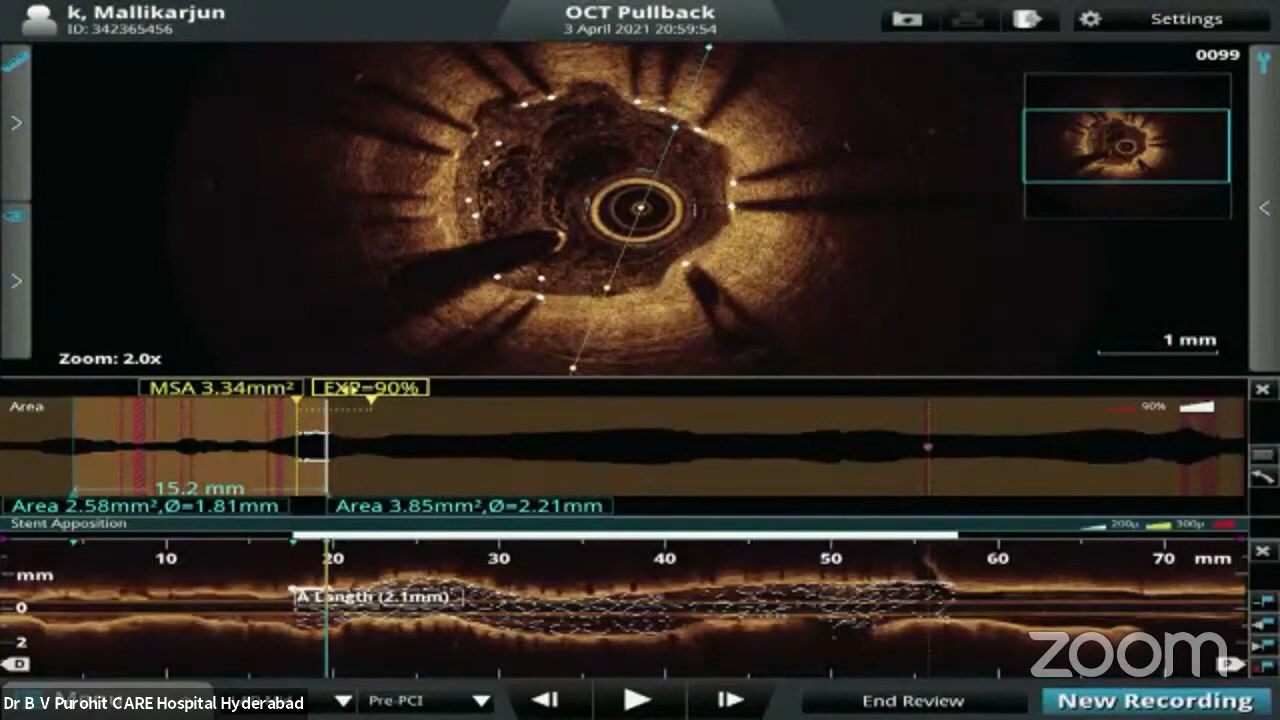 k, Mallikarjun
ID: 342365456
OCT Pullback
3 April 2021 20:59:54
Settings
0099
1 mm
Zoom: 2.0x
MSA 3.34mm² EXP=90%
Area
90%
15.2 mm
Area 2.58mm²,Ø=1.81mm
Area 3.85mm²,Ø=2.21mm
Stent Apposition
200µ 300µ
10 20 30 40 50 60 70 mm
mm
A Length (2.1mm)
0
2
zoom
D
Pre-PCI
End Review
New Recording
Dr B V Purohit CARE Hospital Hyderabad